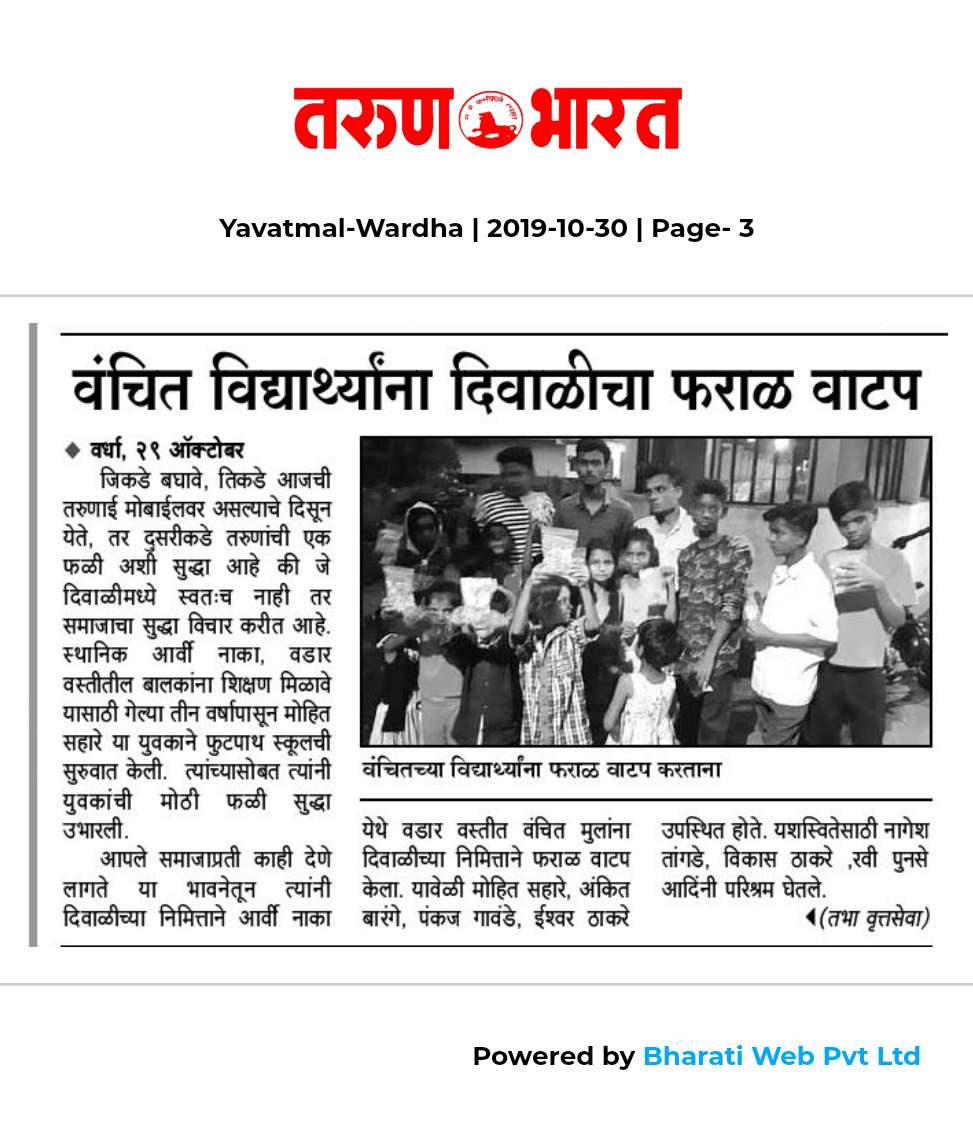 तरुण भारत
Yavatmal-Wardha | 2019-10-30 | Page- 3
वंचित विद्यार्थ्यांना दिवाळीचा फराळ वाटप
◆ वर्धा, २९ ऑक्टोबर
जिकडे बघावे, तिकडे आजची
तरुणाई मोबाईलवर असल्याचे दिसून
येते, तर दुसरीकडे तरुणांची एक
फळी अशी सुद्धा आहे की जे
दिवाळीमध्ये स्वतःच नाही तर
समाजाचा सुद्धा विचार करीत आहे.
स्थानिक आर्वी नाका, वडार
वस्तीतील बालकांना शिक्षण मिळावे
यासाठी गेल्या तीन वर्षापासून मोहित
सहारे या युवकाने फुटपाथ स्कूलची
सुरुवात केली. त्यांच्यासोबत त्यांनी
युवकांची मोठी फळी सुद्धा
उभारली.
आपले समाजाप्रती काही देणे
लागते या भावनेतून त्यांनी
दिवाळीच्या निमित्ताने आर्वी नाका
वंचितच्या विद्यार्थ्यांना फराळ वाटप करताना
येथे वडार वस्तीत वंचित मुलांना
दिवाळीच्या निमित्ताने फराळ वाटप
केला. यावेळी मोहित सहारे, अंकित
बारंगे, पंकज गावंडे, ईश्वर ठाकरे
उपस्थित होते. यशस्वितेसाठी नागेश
तांगडे, विकास ठाकरे ,रवी पुनसे
आदिंनी परिश्रम घेतले.
◀(तभा वृत्तसेवा)
Powered by Bharati Web Pvt Ltd